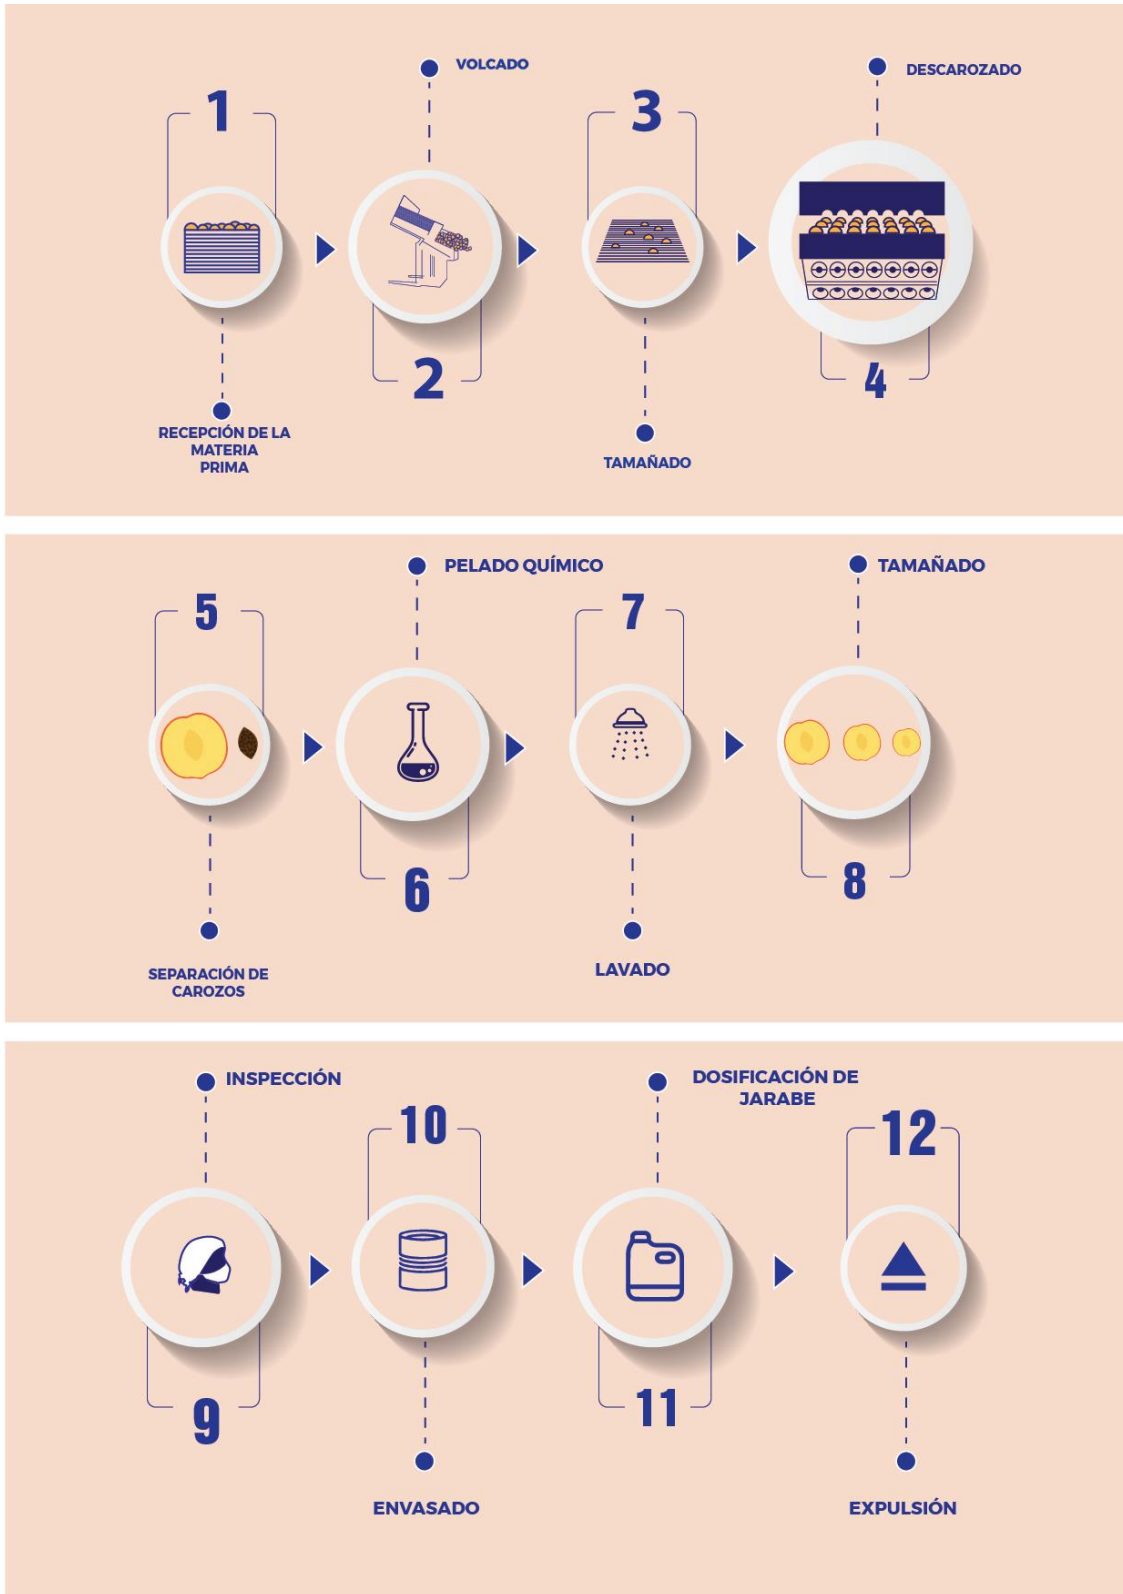 1
VOLCADO
3
DESCAROZADO
RECEPCIÓN DE LA
MATERIA
PRIMA
2
TAMAÑADO
4
5
PELADO QUÍMICO
7
TAMAÑADO
SEPARACIÓN DE
CAROZOS
6
LAVADO
8
INSPECCIÓN
10
DOSIFICACIÓN DE
JARABE
12
9
ENVASADO
11
EXPULSIÓN